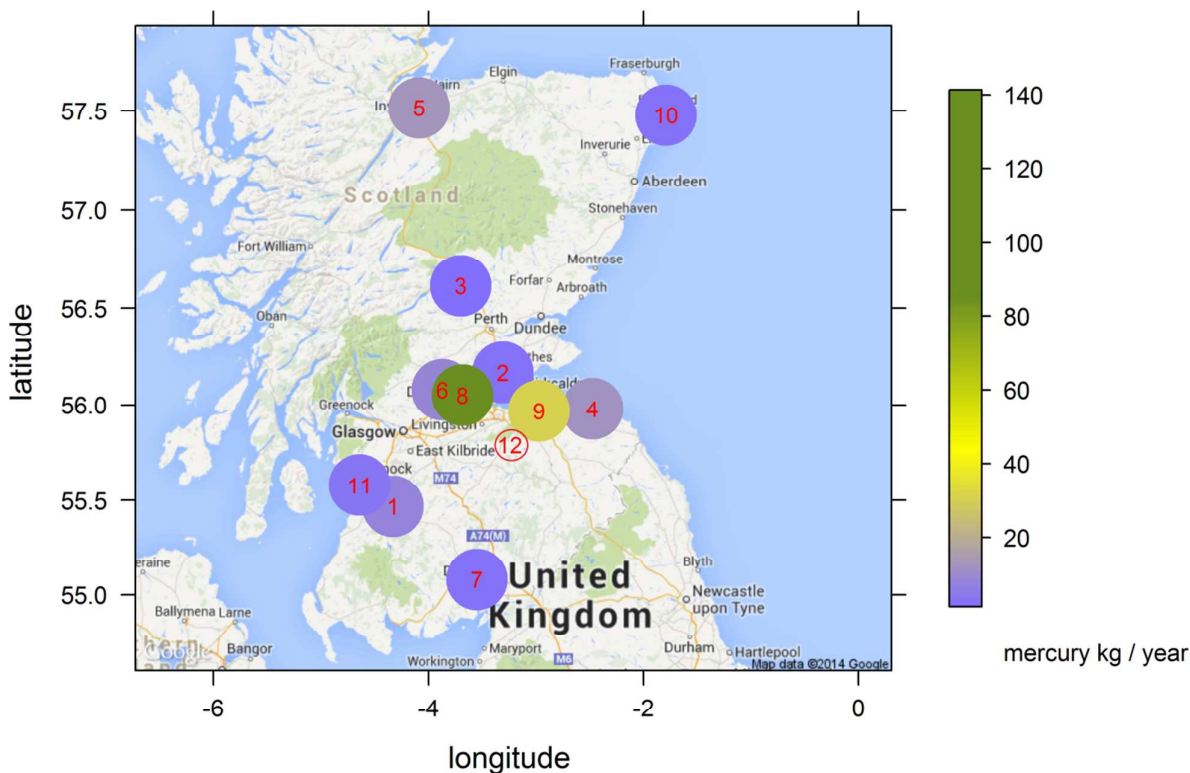 Fraserburgh
Elgin
5
10
Inverurie
Aberdeen
Scotland
Stonehaven
Fort William
Montrose
3
Forfar
Arbroath
Oban
Perth
Dundee
2
6
8
9
4
Greenock
Livingston
Glasgow
12
East Kilbride
M74
11
1
A74(M)
7
United
Kingdom
Blyth
Newcastle
upon Tyne
Ballymena
Larne
Bangor
Maryport
Durham
Hartlepool
Workington
M6
Google
Map data ©2014 Google
57.5
57.0
56.5
56.0
55.5
55.0
latitude
-6
-4
-2
0
longitude
140
120
100
80
60
40
20
mercury kg / year